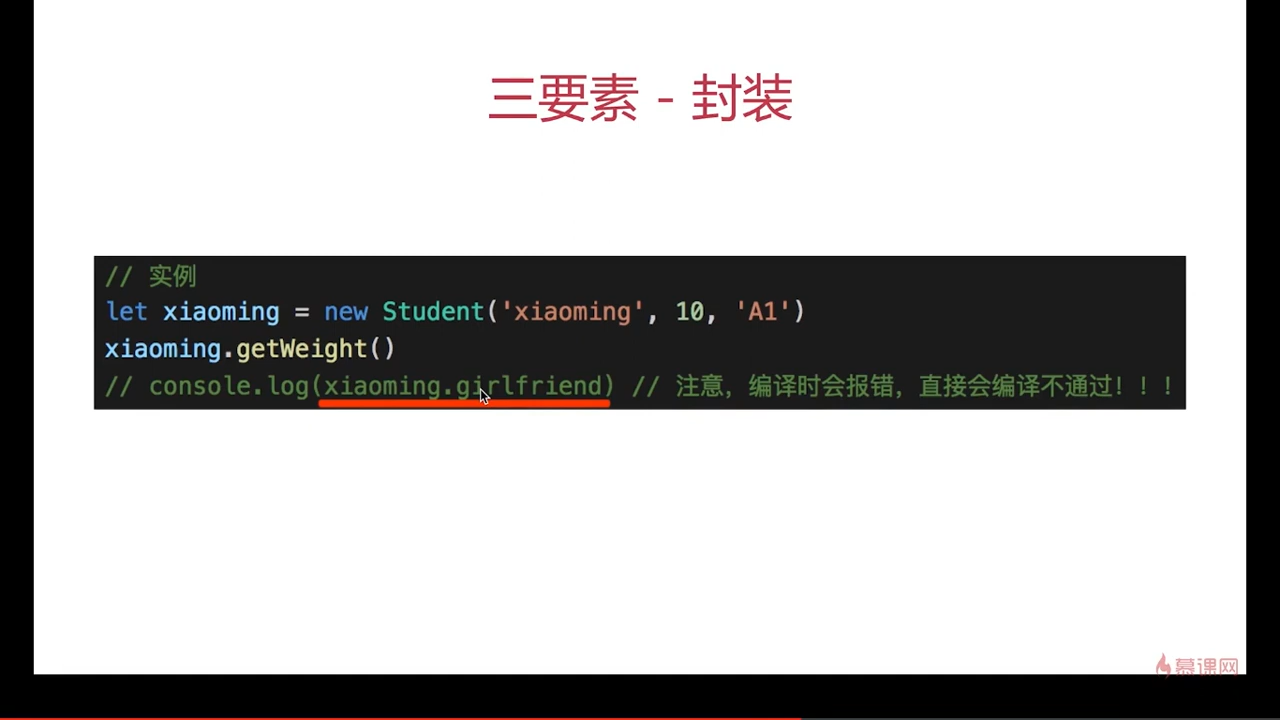 三要素 - 封装
// 实例
let xiaoming = new Student('xiaoming', 10, 'A1')
xiaoming.getWeight()
// console.log(xiaoming.girlfriend) // 注意，编译时会报错，直接会编译不通过！！！
慕课网